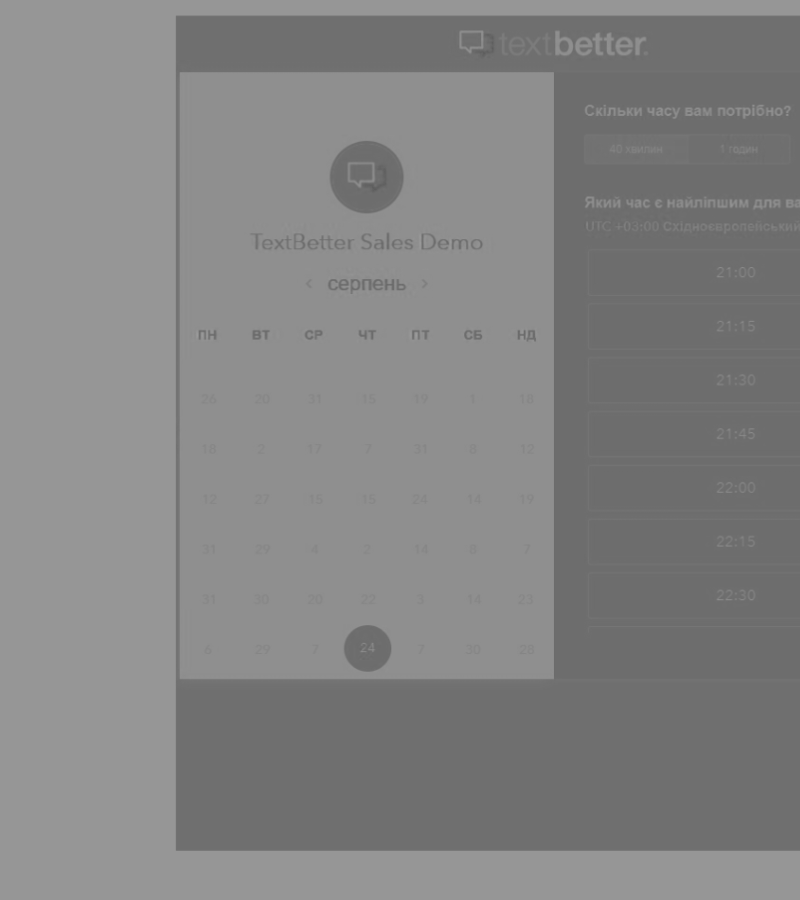 textbetter.
TextBetter Sales Demo
‹ серпень ›
ПН ВТ СР ЧТ ПТ СБ НД
26 20 31 15 19 1 18
13 2 17 7 31 8 12
12 27 15 15 24 14 19
31 29 4 2 14 6 7
31 30 20 22 3 14 23
6 29 7 24 7 30 28
Скільки часу вам потрібно?
40 хвилин 1 годин
Який час є найліпшим для ва
UTC +03:00 Східноєвропейський
21:00
21:15
21:30
21:45
22:00
22:15
22:30